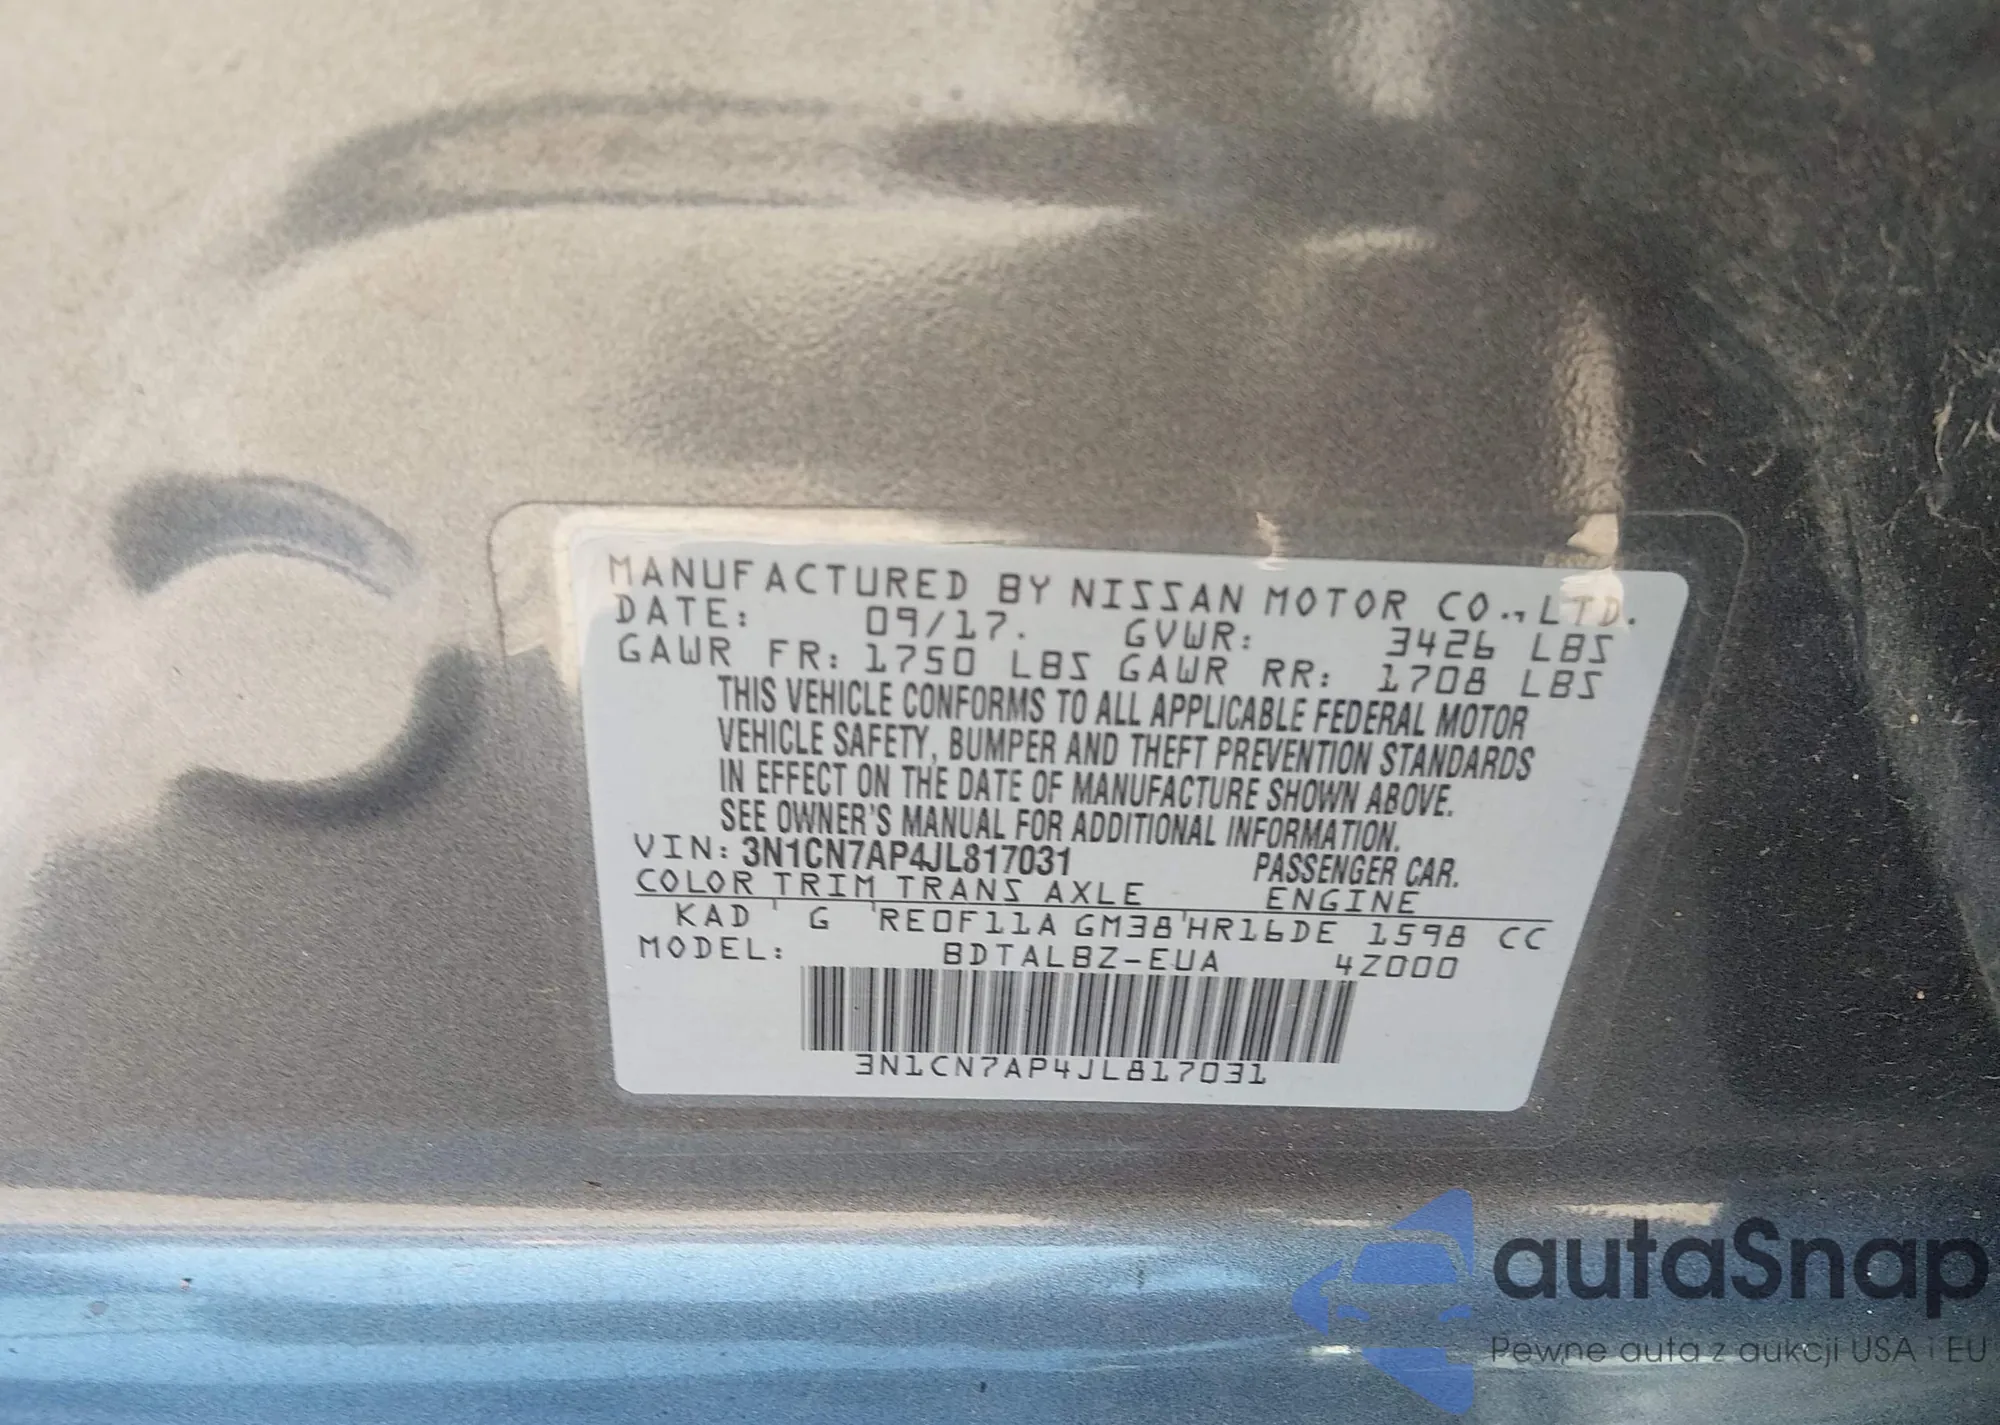 MANUFACTURED BY NISSAN MOTOR CO., LTD.
DATE: 09/17. GVWR: 3426 LBS
GAWR FR: 1750 LBS GAWR RR: 1708 LBS
THIS VEHICLE CONFORMS TO ALL APPLICABLE FEDERAL MOTOR
VEHICLE SAFETY, BUMPER AND THEFT PREVENTION STANDARDS
IN EFFECT ON THE DATE OF MANUFACTURE SHOWN ABOVE.
SEE OWNER'S MANUAL FOR ADDITIONAL INFORMATION.
VIN: 3N1CN7AP4JL817031 PASSENGER CAR.
COLOR TRIM TRANS AXLE ENGINE
KAD G RE0F11A GM38 HR16DE 1598 CC
MODEL: BDTALBZ-EUA 4Z000
3N1CN7AP4JL817031
autaSnap
Pewne auta z aukcji USA i EU